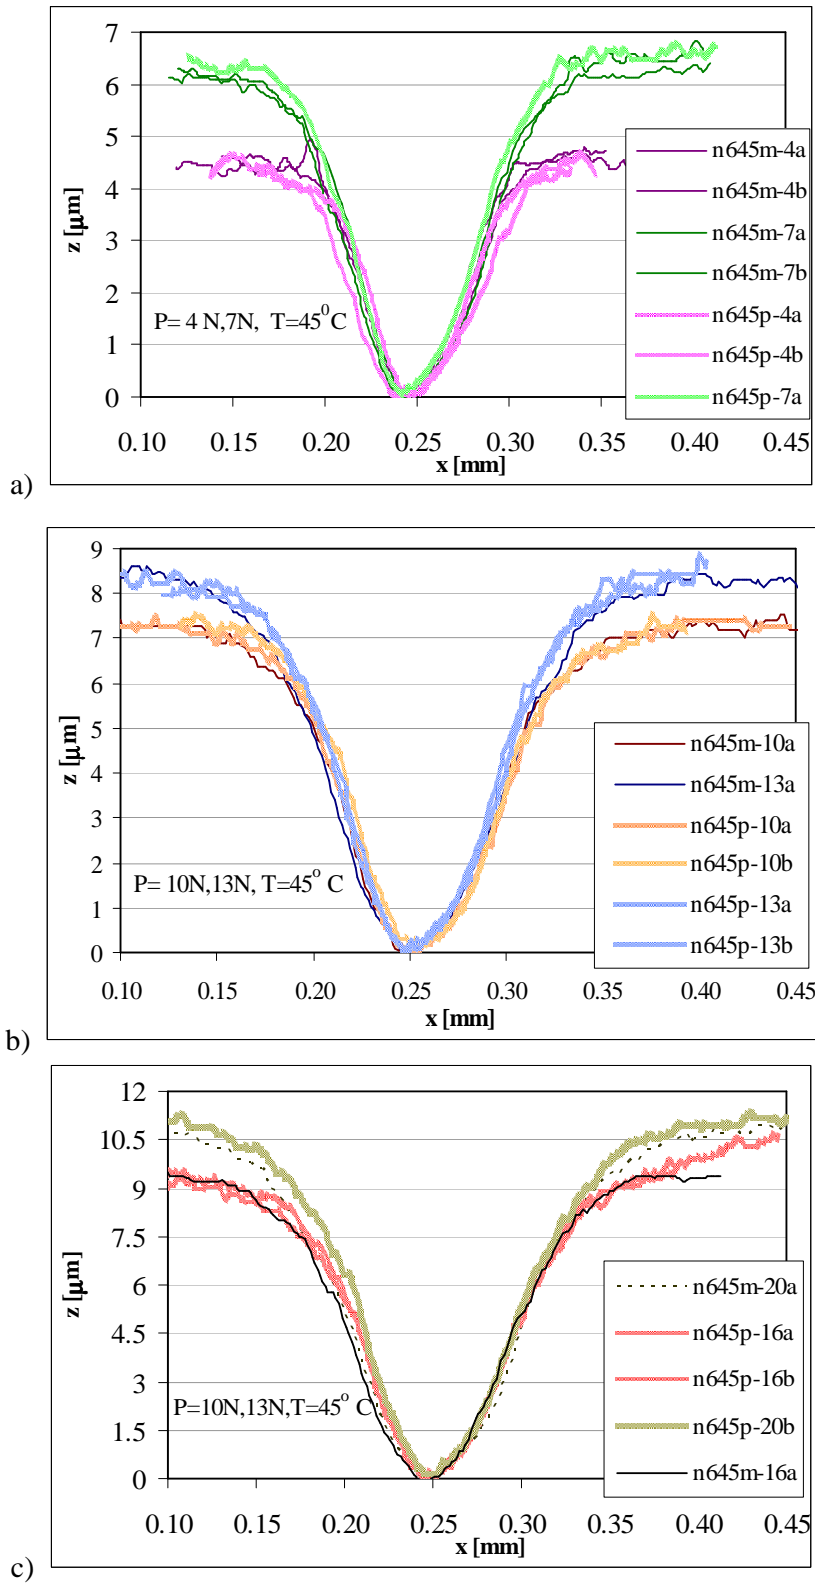 7
6
5
4
3
2
1
0
z [μm]
P= 4 N,7N, T=45⁰C
n645m-4a
n645m-4b
n645m-7a
n645m-7b
n645p-4a
n645p-4b
n645p-7a
0.10 0.15 0.20 0.25 0.30 0.35 0.40 0.45
x [mm]
a)
9
8
7
6
5
4
3
2
1
0
z [μm]
P= 10N,13N, T=45° C
n645m-10a
n645m-13a
n645p-10a
n645p-10b
n645p-13a
n645p-13b
0.10 0.15 0.20 0.25 0.30 0.35 0.40 0.45
x [mm]
b)
12
10.5
9
7.5
6
4.5
3
1.5
0
z [μm]
P=10N,13N,T=45° C
n645m-20a
n645p-16a
n645p-16b
n645p-20b
n645m-16a
0.10 0.15 0.20 0.25 0.30 0.35 0.40 0.45
x [mm]
c)